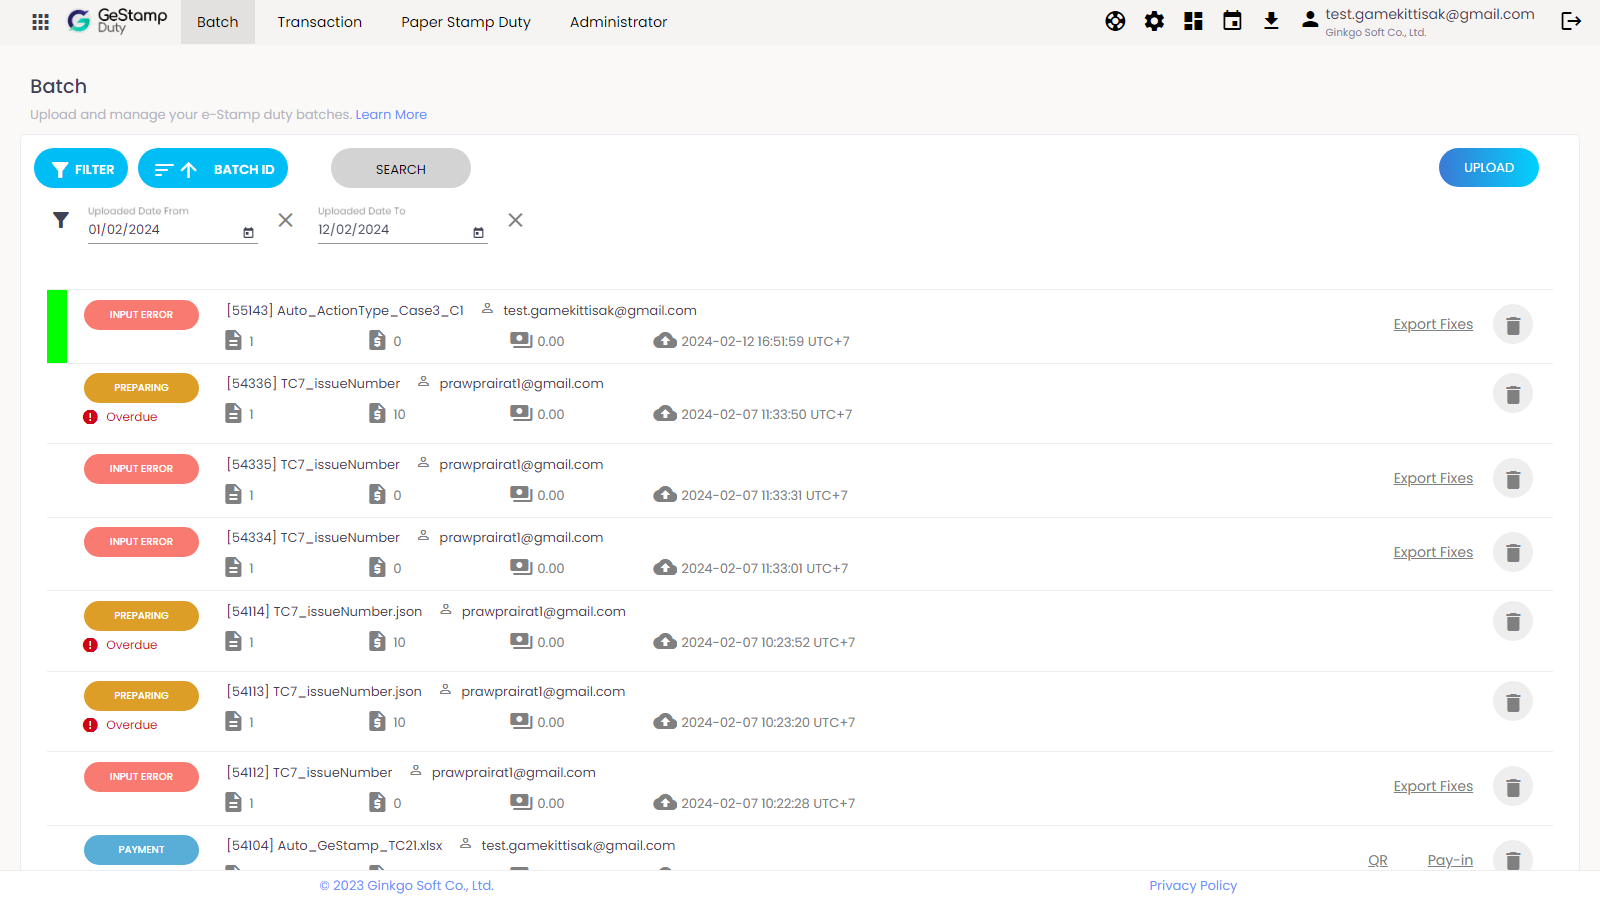 GeStamp
Duty
Batch
Transaction
Paper Stamp Duty
Administrator
test.gamekittisak@gmail.com
Ginkgo Soft Co., Ltd.
Batch
Upload and manage your e-Stamp duty batches. Learn More
FILTER
BATCH ID
SEARCH
UPLOAD
Uploaded Date From
01/02/2024
Uploaded Date To
12/02/2024
INPUT ERROR
[55143] Auto_ActionType_Case3_C1
test.gamekittisak@gmail.com
1
0
0.00
2024-02-12 16:51:59 UTC+7
Export Fixes
PREPARING
Overdue
[54336] TC7_issueNumber
prawprairat1@gmail.com
1
10
0.00
2024-02-07 11:33:50 UTC+7
INPUT ERROR
[54335] TC7_issueNumber
prawprairat1@gmail.com
1
0
0.00
2024-02-07 11:33:31 UTC+7
Export Fixes
INPUT ERROR
[54334] TC7_issueNumber
prawprairat1@gmail.com
1
0
0.00
2024-02-07 11:33:01 UTC+7
Export Fixes
PREPARING
Overdue
[54114] TC7_issueNumber.json
prawprairat1@gmail.com
1
10
0.00
2024-02-07 10:23:52 UTC+7
PREPARING
Overdue
[54113] TC7_issueNumber.json
prawprairat1@gmail.com
1
10
0.00
2024-02-07 10:23:20 UTC+7
INPUT ERROR
[54112] TC7_issueNumber
prawprairat1@gmail.com
1
0
0.00
2024-02-07 10:22:28 UTC+7
Export Fixes
PAYMENT
[54104] Auto_GeStamp_TC21.xlsx
test.gamekittisak@gmail.com
QR
Pay-in
© 2023 Ginkgo Soft Co., Ltd.
Privacy Policy